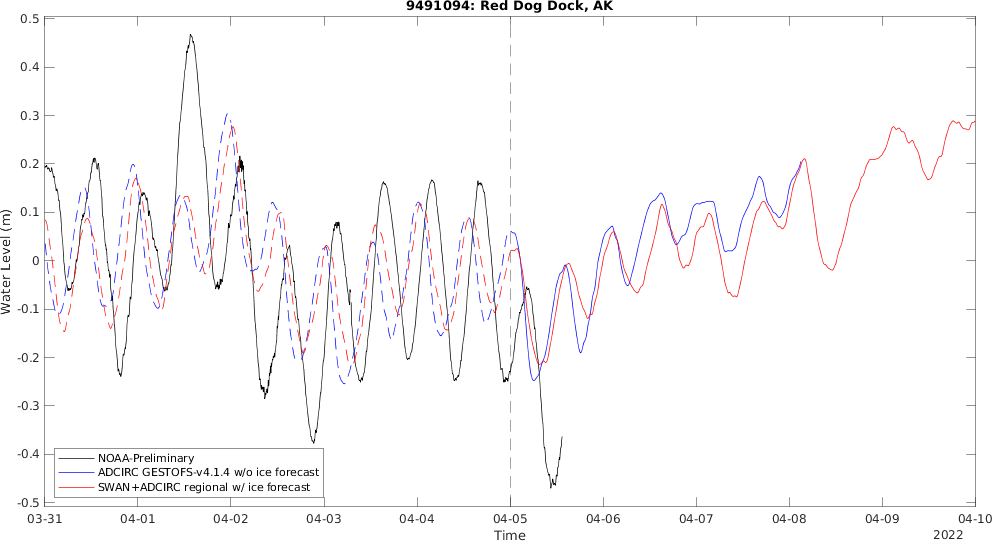 9491094: Red Dog Dock, AK
0.5
0.4
0.3
0.2
0.1
0
-0.1
-0.2
-0.3
-0.4
-0.5
Water Level (m)
NOAA-Preliminary
ADCIRC GESTOFS-v4.1.4 w/o ice forecast
SWAN+ADCIRC regional w/ ice forecast
03-31 04-01 04-02 04-03 04-04 04-05 04-06 04-07 04-08 04-09 04-10
Time
2022